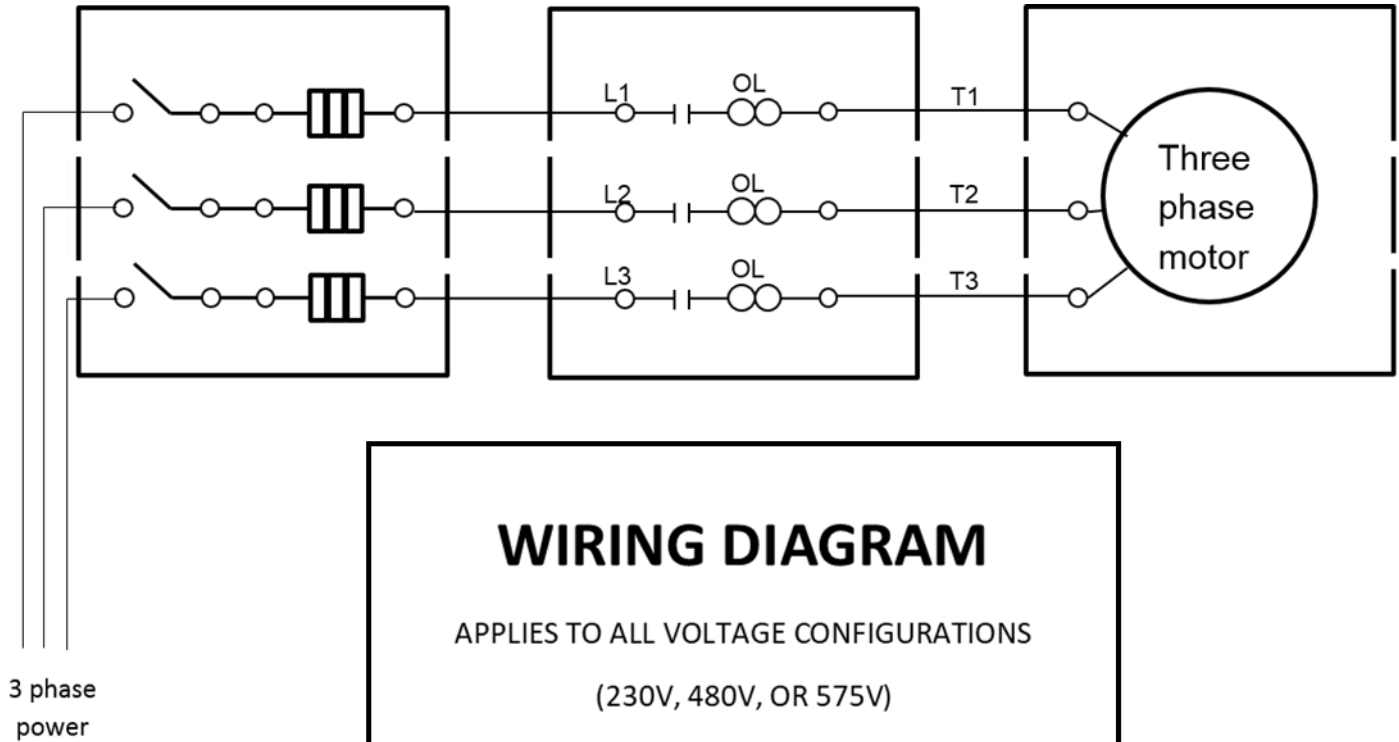 L1
OL
T1
L2
OL
T2
L3
OL
T3
Three
phase
motor
WIRING DIAGRAM
APPLIES TO ALL VOLTAGE CONFIGURATIONS
(230V, 480V, OR 575V)
3 phase
power